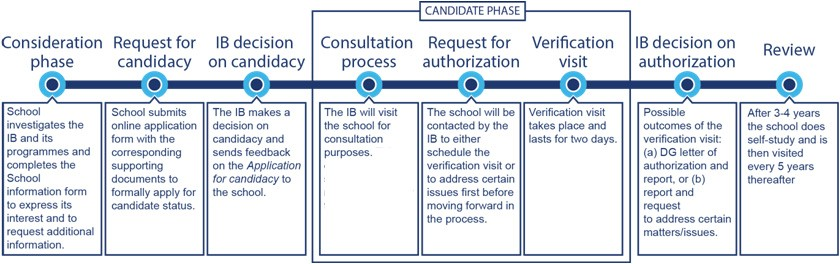 CANDIDATE PHASE
Consideration
phase
Request for
candidacy
IB decision
on candidacy
Consultation
process
Request for
authorization
Verification
visit
IB decision on
authorization
Review
School
investigates the
IB and its
programmes and
completes the
School
information form
to express its
interest and to
request additional
information.
School submits
online application
form with the
corresponding
supporting
documents to
formally apply for
candidate status.
The IB makes a
decision on
candidacy and
sends feedback
on the Application
for candidacy to
the school.
The IB will visit
the school for
consultation
purposes.
The school will be
contacted by the
IB to either
schedule the
verification visit or
to address certain
issues first before
moving forward in
the process.
Verification visit
takes place and
lasts for two days.
Possible
outcomes of the
verification visit:
(a) DG letter of
authorization and
report, or (b)
report and
request
to address certain
matters/issues.
After 3-4 years
the school does
self-study and is
then visited
every 5 years
thereafter